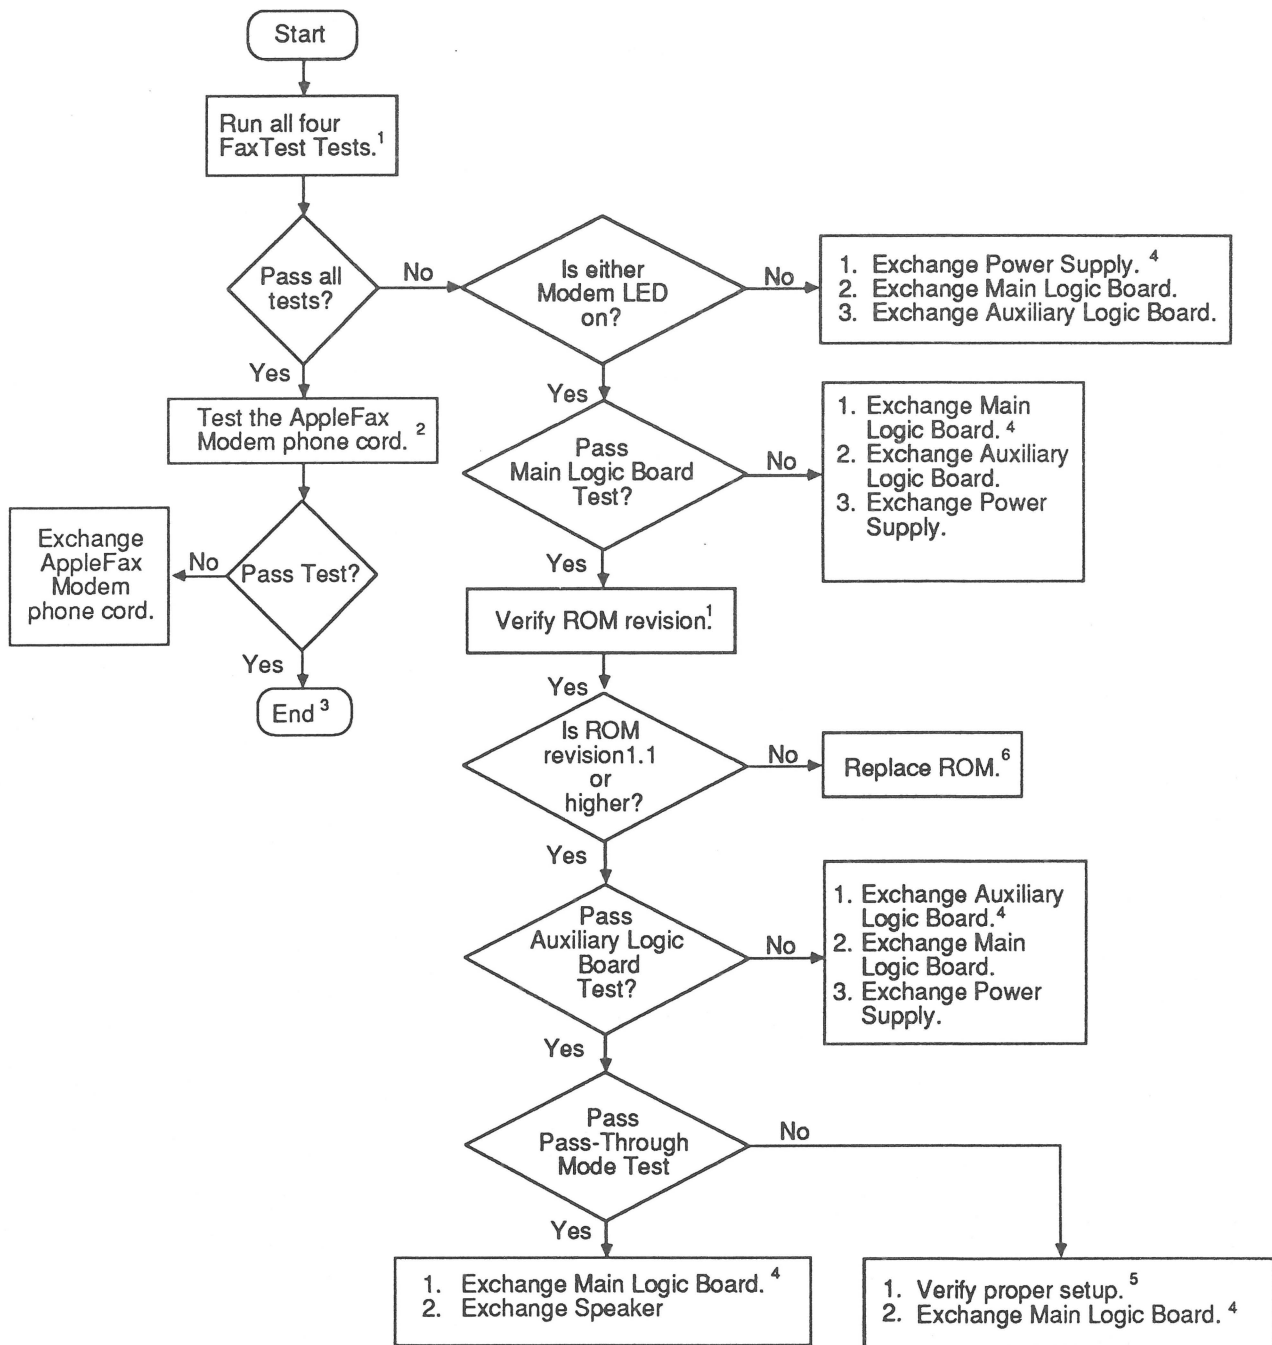 Start
Run all four
FaxTest Tests.1
Pass all
tests?
No
Is either
Modem LED
on?
No
1. Exchange Power Supply. 4
2. Exchange Main Logic Board.
3. Exchange Auxiliary Logic Board.
Yes
Test the AppleFax
Modem phone cord. 2
Yes
Pass
Main Logic Board
Test?
No
1. Exchange Main
Logic Board. 4
2. Exchange Auxiliary
Logic Board.
3. Exchange Power
Supply.
Exchange
AppleFax
Modem
phone cord.
No
Pass Test?
Yes
End 3
Yes
Verify ROM revision.1
Yes
Is ROM
revision1.1
or
higher?
No
Replace ROM.6
Yes
Pass
Auxiliary Logic
Board
Test?
No
1. Exchange Auxiliary
Logic Board.4
2. Exchange Main
Logic Board.
3. Exchange Power
Supply.
Yes
Pass
Pass-Through
Mode Test
No
Yes
1. Exchange Main Logic Board. 4
2. Exchange Speaker
1. Verify proper setup. 5
2. Exchange Main Logic Board. 4